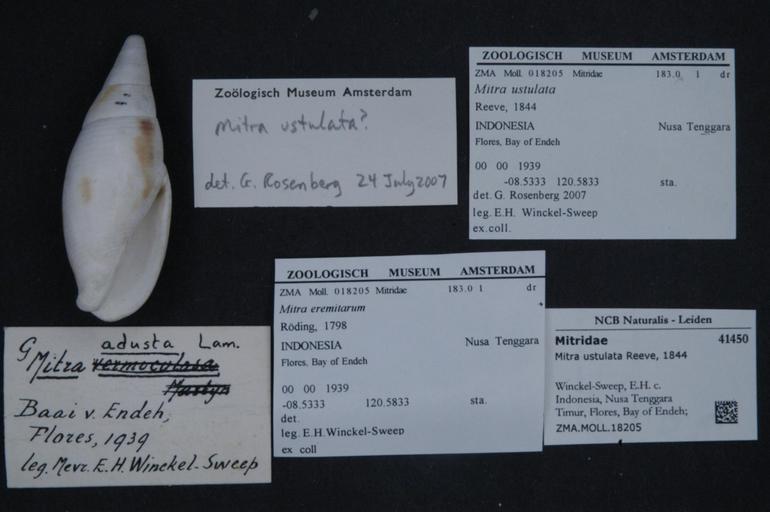 Zoölogisch Museum Amsterdam
Mitra ustulata?
det. G. Rosenberg 24 July 2007
ZOOLOGISCH MUSEUM AMSTERDAM
ZMA Moll. 018205 Mitridae 183.0 1 dr
Mitra ustulata
Reeve, 1844
INDONESIA Nusa Tenggara
Flores, Bay of Endeh
00 00 1939
-08.5333 120.5833 sta.
det. G. Rosenberg 2007
leg. E.H. Winckel-Sweep
ex.coll.
G adusta Lam.
Mitra vermoculosa
Martyn
Baai v. Endeh,
Flores, 1939
leg. Mevr. E.H. Winckel-Sweep
ZOOLOGISCH MUSEUM AMSTERDAM
ZMA Moll. 018205 Mitridae 183.0 1 dr
Mitra eremitarum
Röding, 1798
INDONESIA Nusa Tenggara
Flores, Bay of Endeh
00 00 1939
-08.5333 120.5833 sta.
det.
leg. E.H.Winckel-Sweep
ex coll
NCB Naturalis - Leiden
Mitridae 41450
Mitra ustulata Reeve, 1844
Winckel-Sweep, E.H. c.
Indonesia, Nusa Tenggara
Timur, Flores, Bay of Endeh;
ZMA.MOLL.18205